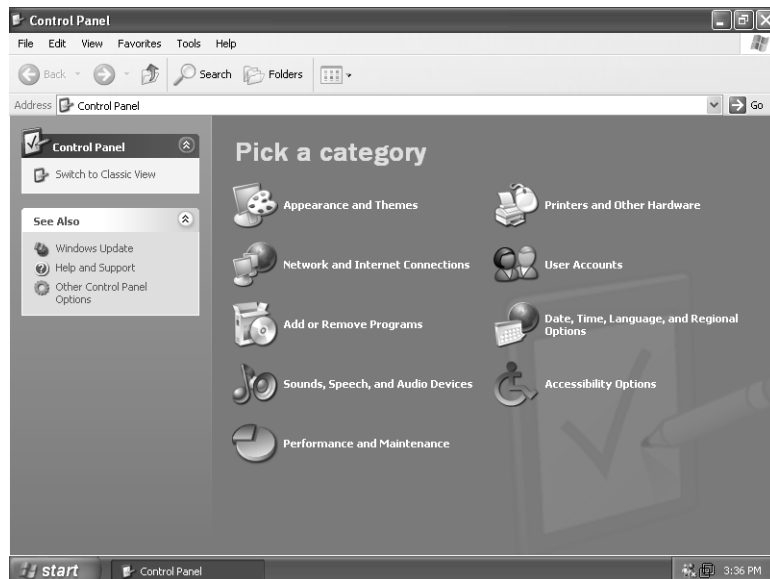 Control Panel
File Edit View Favorites Tools Help
Back Search Folders
Address Control Panel Go
Control Panel
Switch to Classic View
See Also
Windows Update
Help and Support
Other Control Panel
Options
Pick a category
Appearance and Themes
Printers and Other Hardware
Network and Internet Connections
User Accounts
Add or Remove Programs
Date, Time, Language, and Regional
Options
Sounds, Speech, and Audio Devices
Accessibility Options
Performance and Maintenance
start Control Panel 3:36 PM